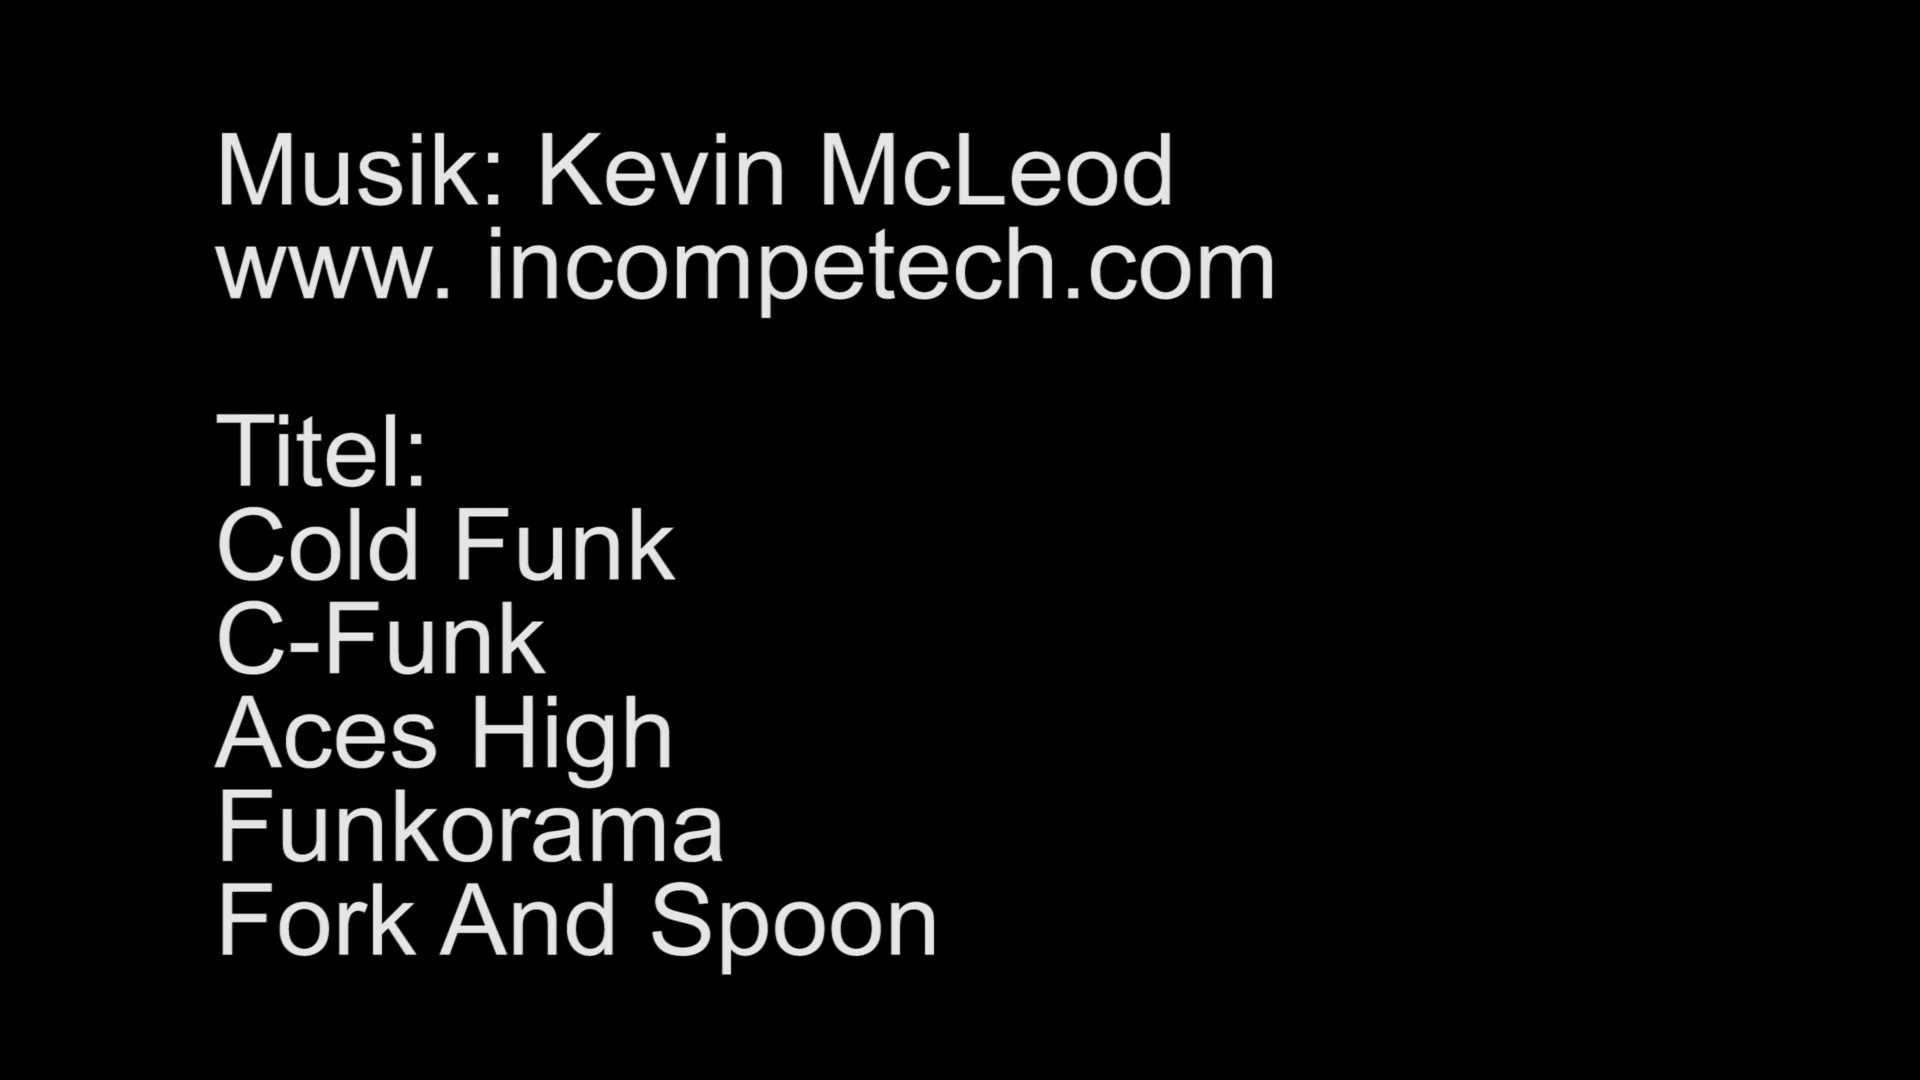 Musik: Kevin McLeod
www. incompetech.com
Titel:
Cold Funk
C-Funk
Aces High
Funkorama
Fork And Spoon